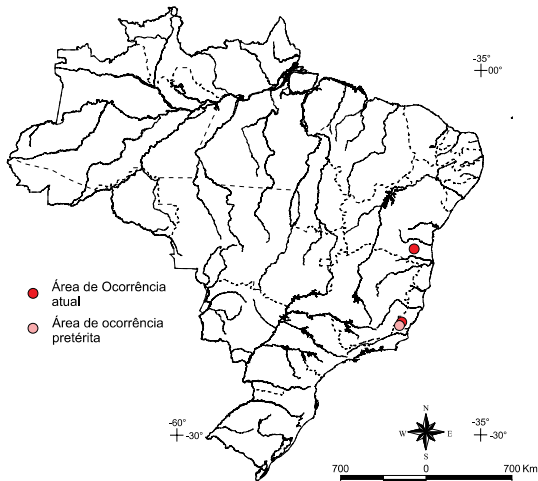 -35°
00°
Área de Ocorrência
atual
Área de ocorrência
pretérita
-60°
-30°
N
W E
S
-35°
-30°
700 0 700 Km